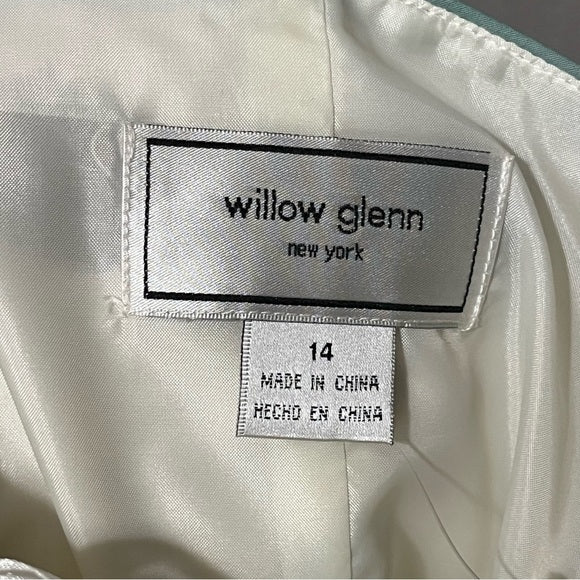 willow glenn
new york
14
MADE IN CHINA
HECHO EN CHINA